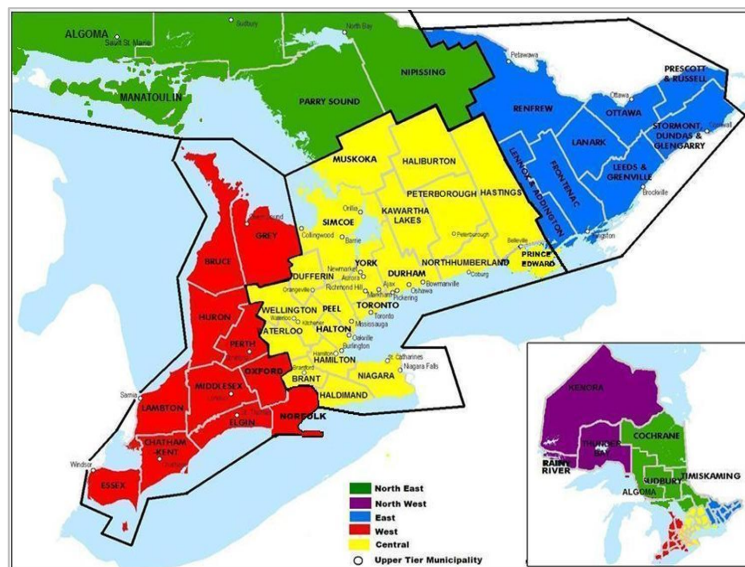 ALGOMA
Sudbury
Sault St. Marie
North Bay
MANATOULIN
PARRY SOUND
NIPISSING
Petawawa
PRESCOTT
& RUSSELL
RENFREW
Ottawa
OTTAWA
Cornwall
STORMONT,
DUNDAS &
GLENGARRY
LANARK
LEEDS &
GRENVILLE
Brockville
FRONTENAC
LENNOX & ADDINGTON
Kingston
MUSKOKA
HALIBURTON
PETERBOROUGH
HASTINGS
KAWARTHA
LAKES
Orillia
SIMCOE
Barrie
Collingwood
Peterborough
Belleville
PRINCE
EDWARD
NORTHHUMBERLAND
Coburg
YORK
Newmarket
Aurora
Richmond Hill
DURHAM
Ajax
Bowmanville
Oshawa
Markham
Pickering
TORONTO
Toronto
DUFFERIN
Orangeville
WELLINGTON
Waterloo
Kitchener
WATERLOO
PEEL
Mississauga
HALTON
Oakville
Burlington
Hamilton
HAMILTON
St. Catharines
Niagara Falls
NIAGARA
Brantford
BRANT
HALDIMAND
GREY
BRUCE
HURON
PERTH
OXFORD
MIDDLESEX
NORFOLK
ELGIN
Sarnia
LAMBTON
CHATHAM
-KENT
Windsor
ESSEX
North East
North West
East
West
Central
Upper Tier Municipality
KENORA
COCHRANE
THUNDER
BAY
RAINY
RIVER
TIMISKAMING
SUDBURY
ALGOMA